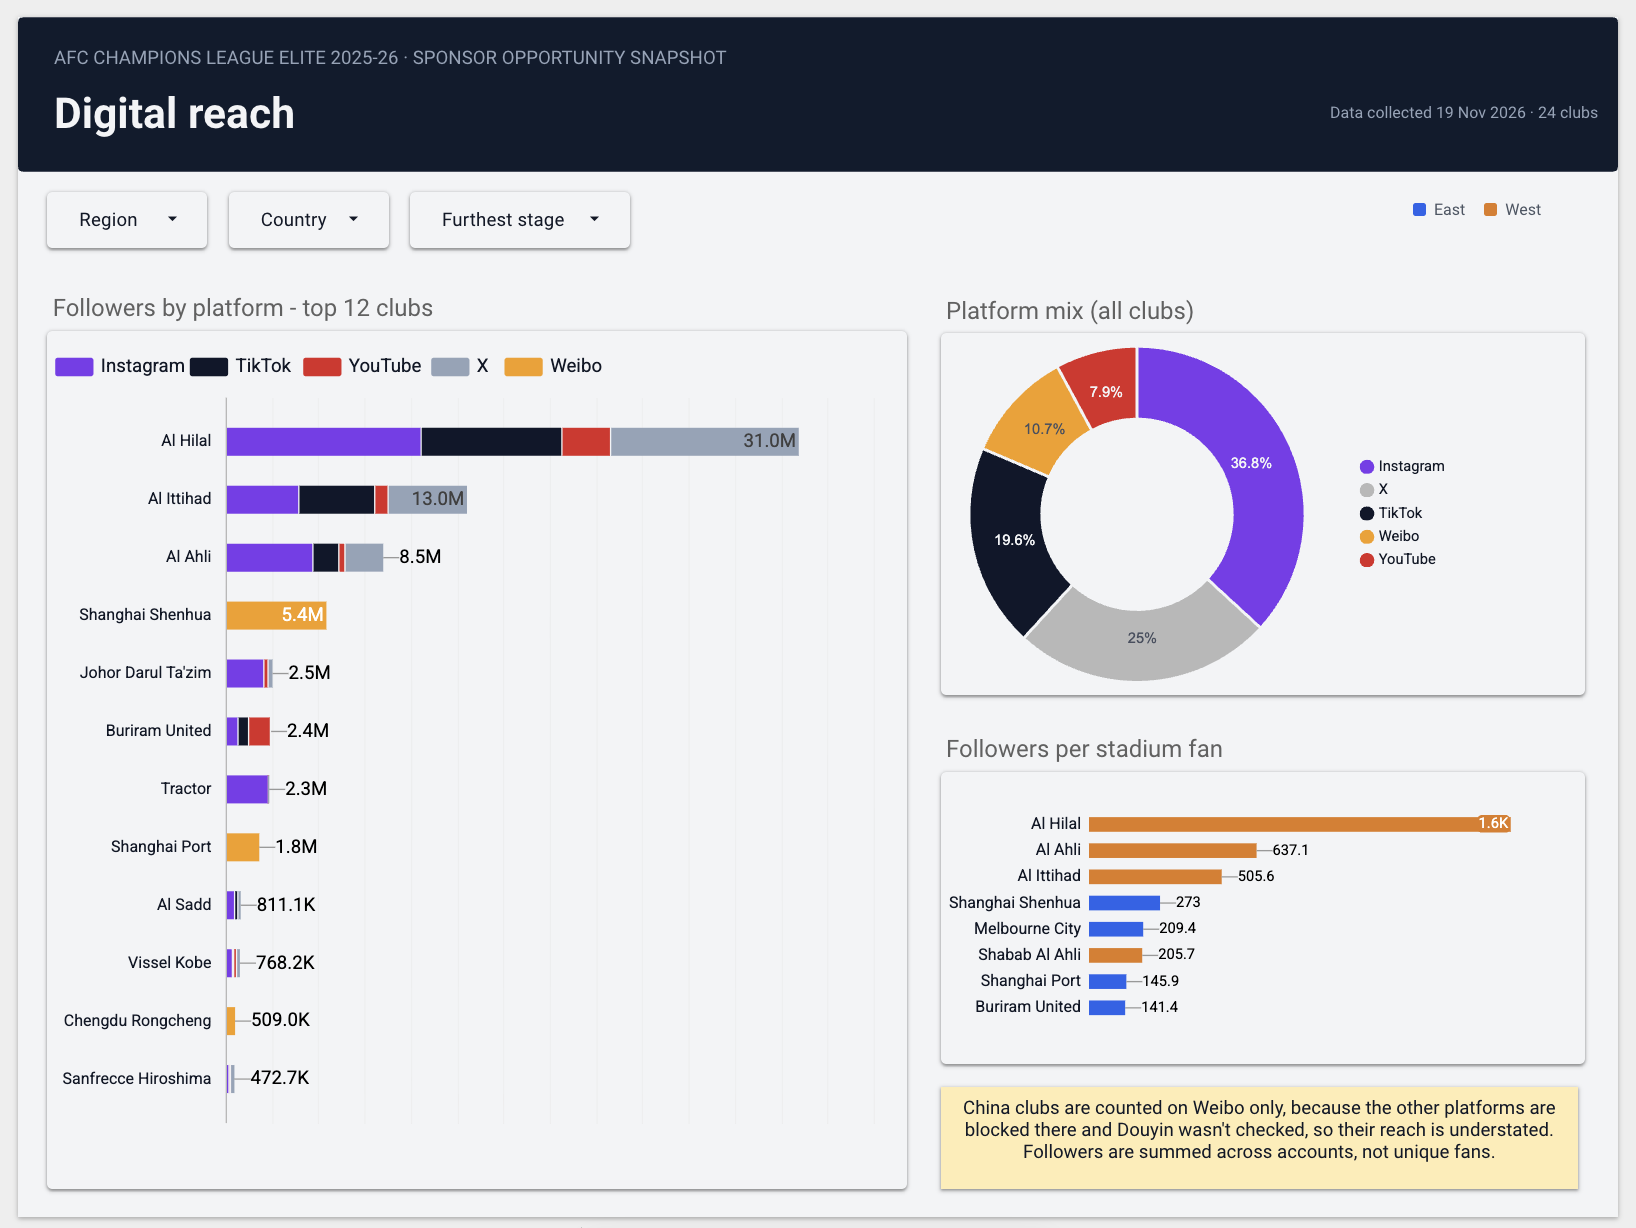 AFC CHAMPIONS LEAGUE ELITE 2025-26 · SPONSOR OPPORTUNITY SNAPSHOT
Digital reach
Data collected 19 Nov 2026 · 24 clubs
Region
Country
Furthest stage
East
West
Followers by platform - top 12 clubs
Instagram
TikTok
YouTube
X
Weibo
Al Hilal
31.0M
Al Ittihad
13.0M
Al Ahli
8.5M
Shanghai Shenhua
5.4M
Johor Darul Ta'zim
2.5M
Buriram United
2.4M
Tractor
2.3M
Shanghai Port
1.8M
Al Sadd
811.1K
Vissel Kobe
768.2K
Chengdu Rongcheng
509.0K
Sanfrecce Hiroshima
472.7K
Platform mix (all clubs)
7.9%
10.7%
36.8%
19.6%
25%
Instagram
X
TikTok
Weibo
YouTube
Followers per stadium fan
Al Hilal
1.6K
Al Ahli
637.1
Al Ittihad
505.6
Shanghai Shenhua
273
Melbourne City
209.4
Shabab Al Ahli
205.7
Shanghai Port
145.9
Buriram United
141.4
China clubs are counted on Weibo only, because the other platforms are
blocked there and Douyin wasn't checked, so their reach is understated.
Followers are summed across accounts, not unique fans.